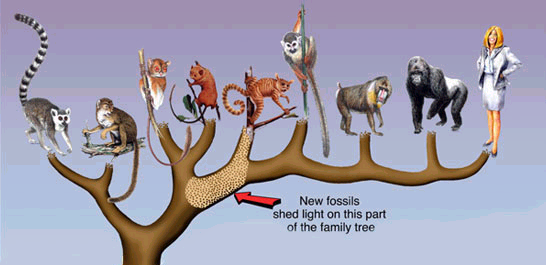 New fossils
shed light on this part
of the family tree